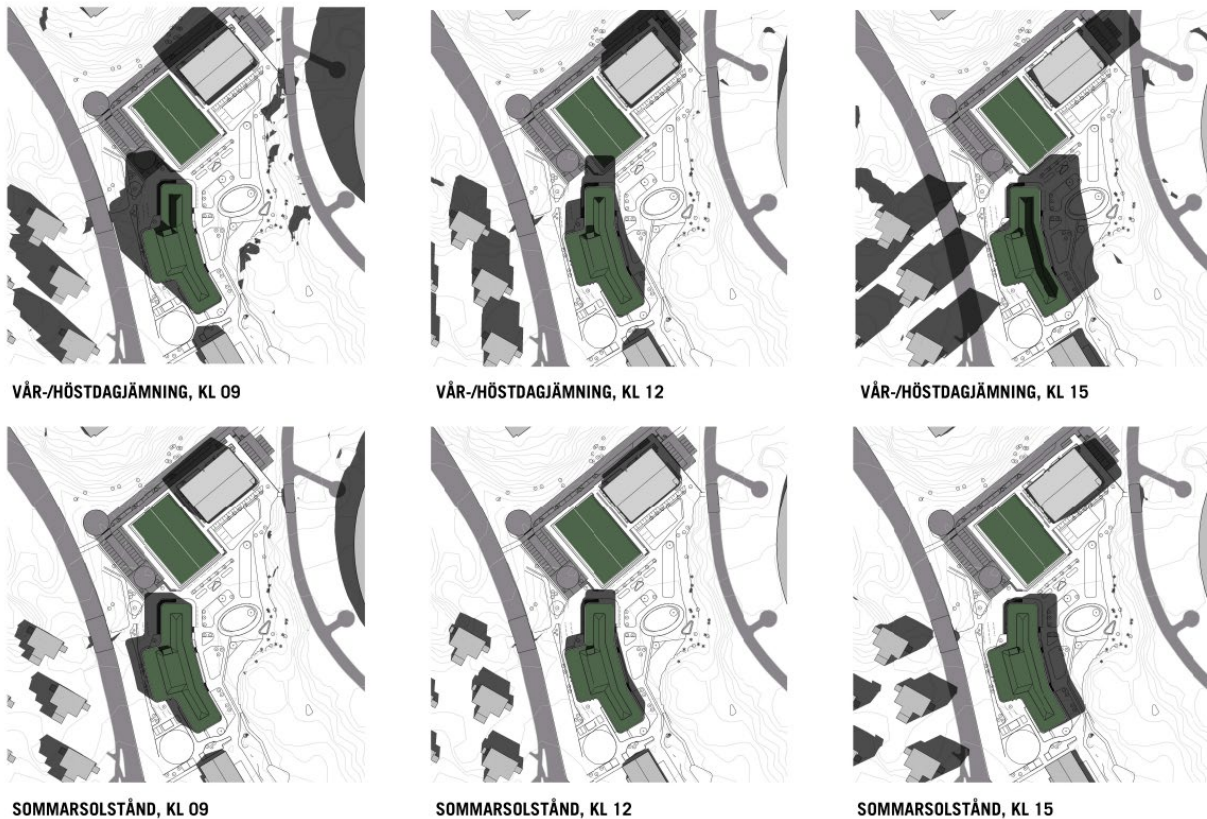 VÅR-/HÖSTDAGJÄMNING, KL 09
VÅR-/HÖSTDAGJÄMNING, KL 12
VÅR-/HÖSTDAGJÄMNING, KL 15
SOMMARSOLSTÅND, KL 09
SOMMARSOLSTÅND, KL 12
SOMMARSOLSTÅND, KL 15